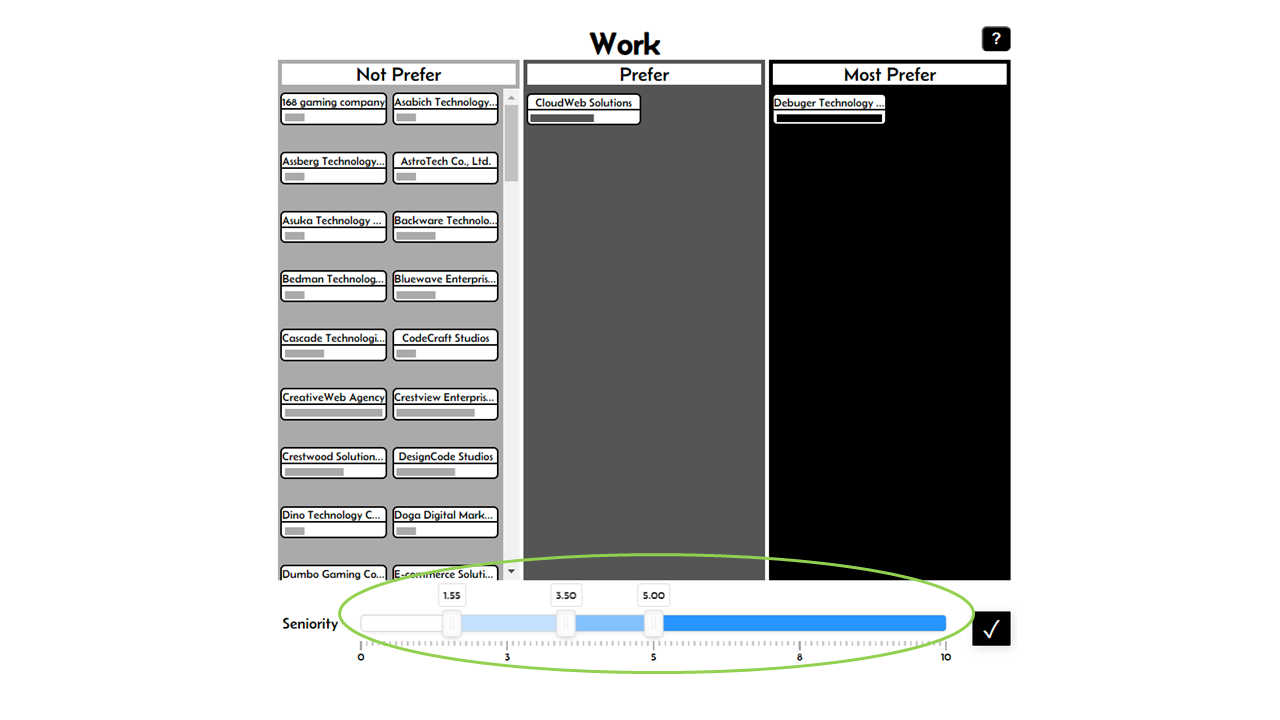 Work
?
Not Prefer
Prefer
Most Prefer
168 gaming company
Asabich Technology...
CloudWeb Solutions
Debuger Technology ...
Assberg Technology...
AstroTech Co., Ltd.
Asuka Technology ...
Backware Technolo...
Bedman Technolog...
Bluewave Enterpris...
Cascade Technologi...
CodeCraft Studios
CreativeWeb Agency
Crestview Enterpris...
Crestwood Solution...
DesignCode Studios
Dino Technology C...
Doga Digital Mark...
Dumbo Gaming Co...
E-commerce Soluti...
1.55
3.50
5.00
Seniority
0
3
5
8
10